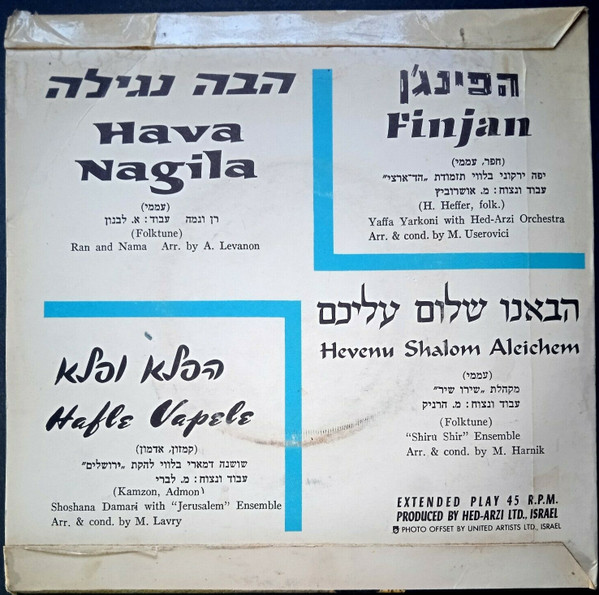 הבה נגילה
Hava
Nagila
(עממי)
רן ונמה עבוד: א. לבנון
(Folktune)
Ran and Nama Arr. by A. Levanon
הפינג'ן
Finjan
(חפר, עממי)
יפה ירקוני בלווי תזמורת „הד־ארצי"
עבוד ונצוח: מ. אושרוביץ
(H. Heffer, folk.)
Yaffa Yarkoni with Hed-Arzi Orchestra
Arr. & cond. by M. Userovici
הפלא ופלא
Hafle Vapele
(קמזון, אדמון)
שושנה דמארי בלווי להקת „ירושלים"
עבוד ונצוח: מ. לברי
(Kamzon, Admon)
Shoshana Damari with "Jerusalem" Ensemble
Arr. & cond. by M. Lavry
הבאנו שלום עליכם
Hevenu Shalom Aleichem
(עממי)
מקהלת „שירו שיר"
עבוד ונצוח: מ. הרניק
(Folktune)
"Shiru Shir" Ensemble
Arr. & cond. by M. Harnik
EXTENDED PLAY 45 R.P.M.
PRODUCED BY HED-ARZI LTD., ISRAEL
PHOTO OFFSET BY UNITED ARTISTS LTD., ISRAEL